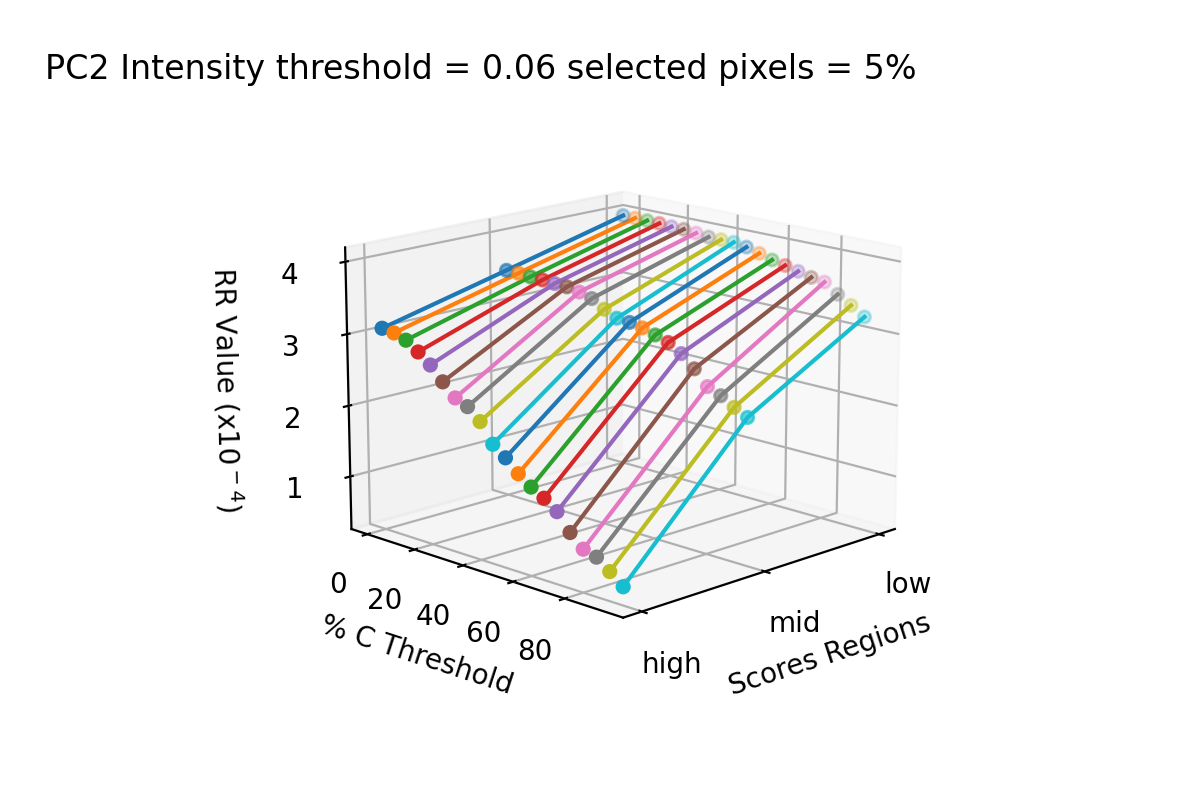 PC2 Intensity threshold = 0.06 selected pixels = 5%
4
3
2
1
RR Value (x10⁻⁴)
0
20
40
60
80
% C Threshold
high
mid
low
Scores Regions